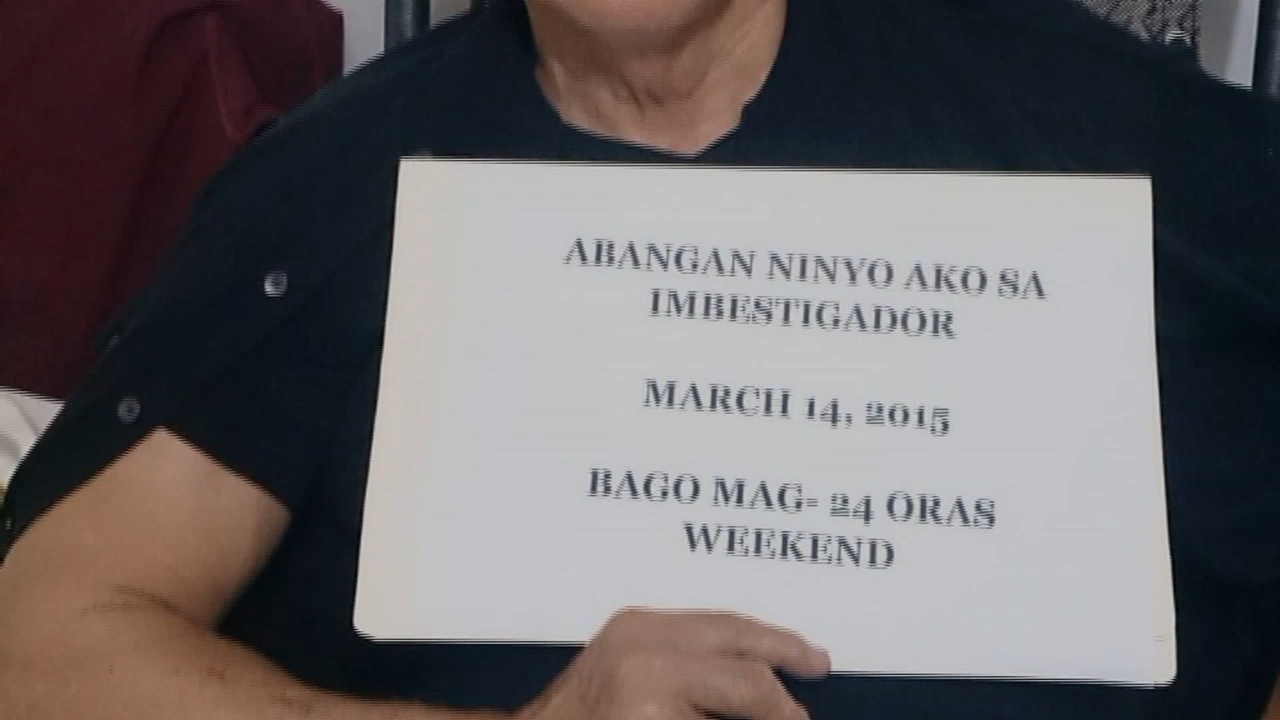 ABANGAN NINYO AKO SA
IMBESTIGADOR
MARCH 14, 2015
BAGO MAG- 24 ORAS
WEEKEND